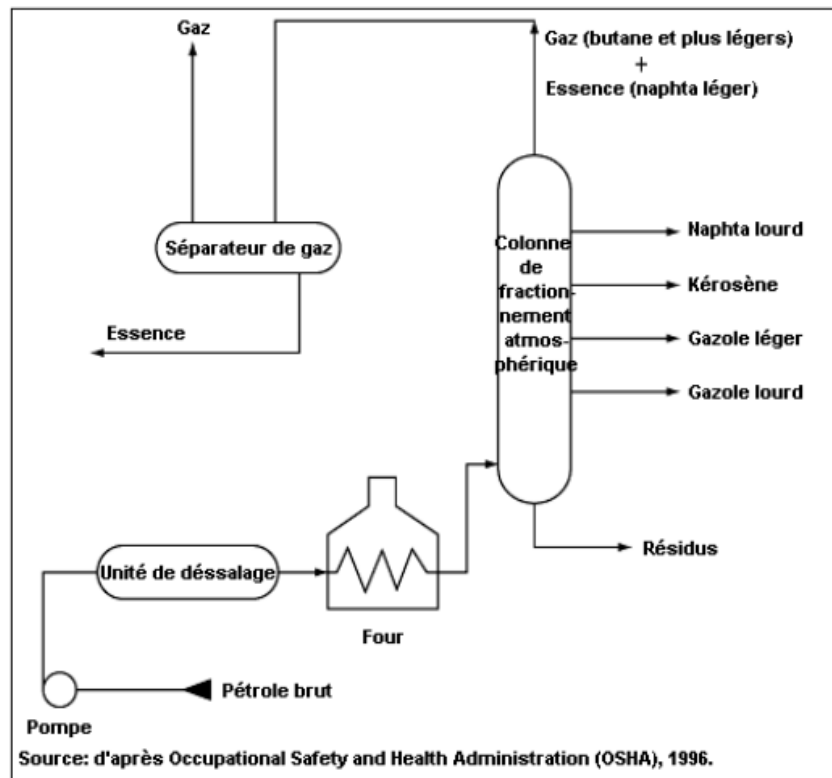 Gaz
Gaz (butane et plus légers)
+
Essence (naphta léger)
Séparateur de gaz
Colonne
de
fraction-
nement
atmos-
phérique
Naphta lourd
Kérosène
Gazole léger
Gazole lourd
Essence
Résidus
Unité de déssalage
Four
Pétrole brut
Pompe
Source: d'après Occupational Safety and Health Administration (OSHA), 1996.